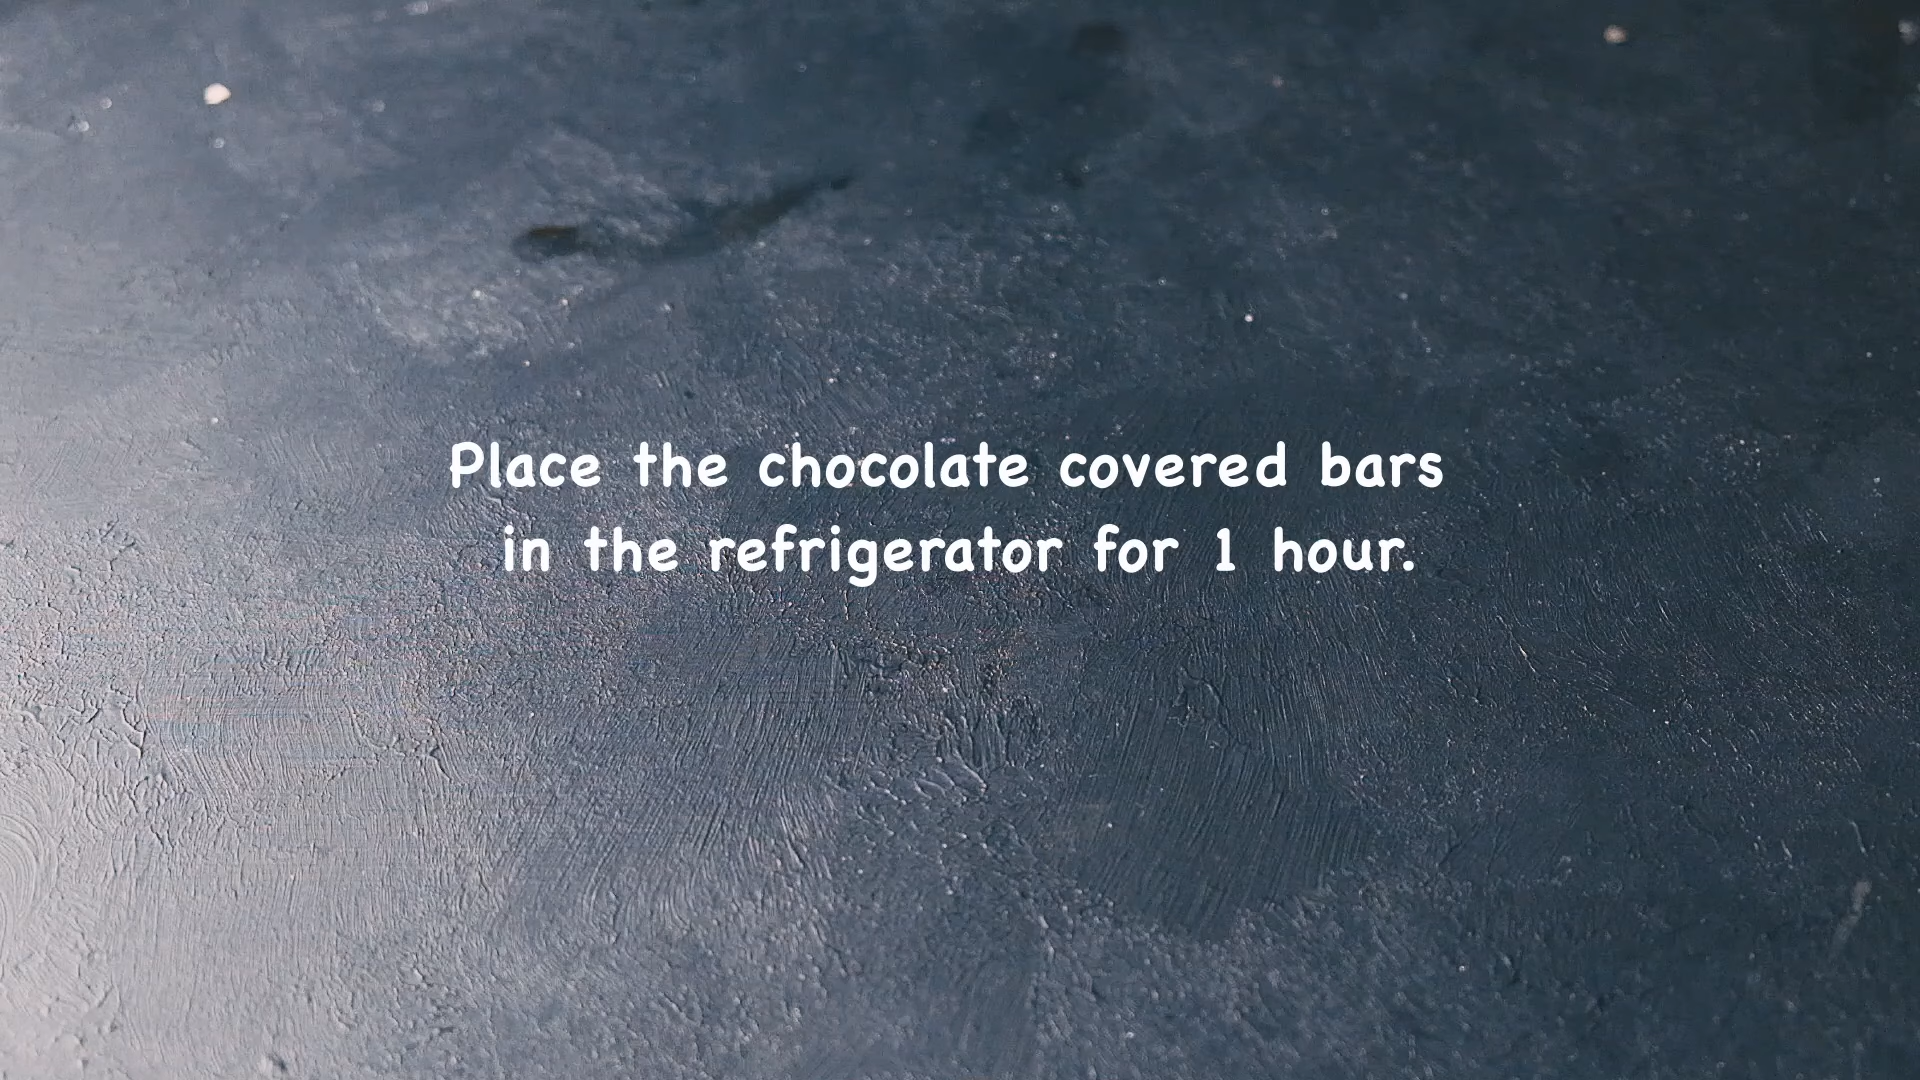 Place the chocolate covered bars
in the refrigerator for 1 hour.